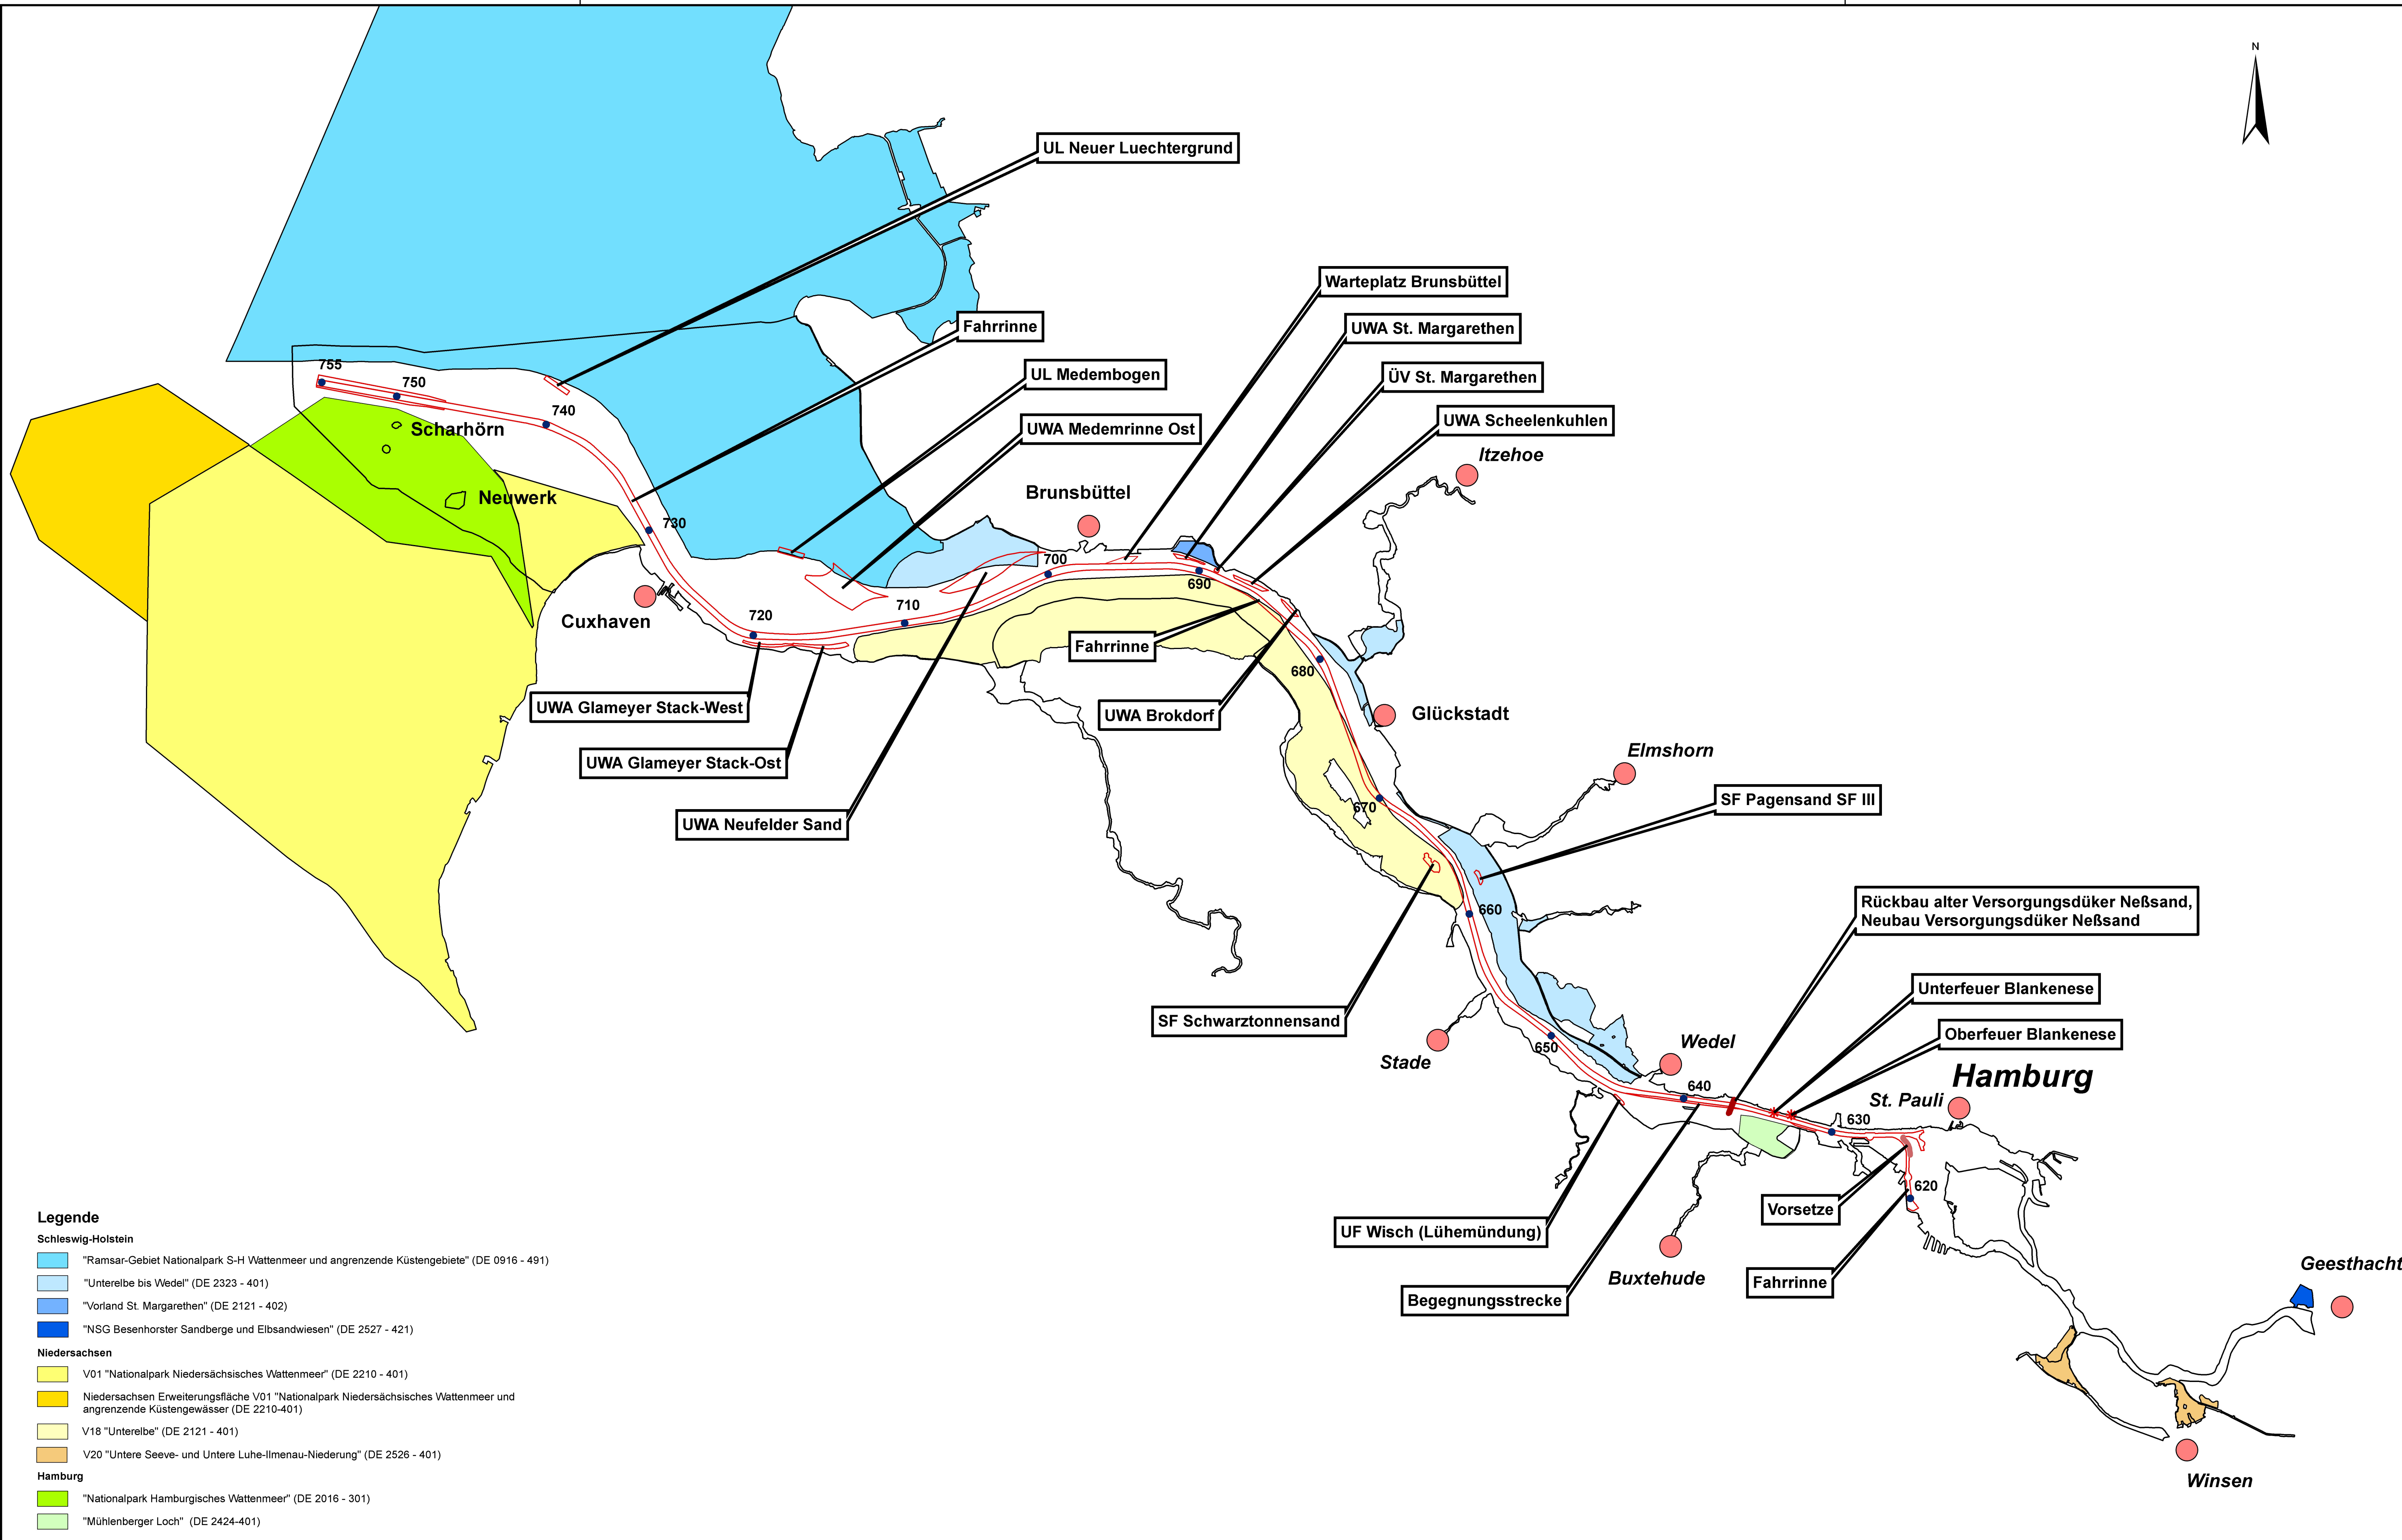 N
UL Neuer Luechtergrund
Warteplatz Brunsbüttel
Fahrrinne
UWA St. Margarethen
755
750
UL Medembogen
ÜV St. Margarethen
740
Scharhörn
UWA Medemrinne Ost
UWA Scheelenkuhlen
Itzehoe
Neuwerk
Brunsbüttel
730
700
690
Cuxhaven
720
710
Fahrrinne
680
UWA Glameyer Stack-West
UWA Brokdorf
Glückstadt
UWA Glameyer Stack-Ost
Elmshorn
UWA Neufelder Sand
670
SF Pagensand SF III
660
Rückbau alter Versorgungsdüker Neßsand,
Neubau Versorgungsdüker Neßsand
Unterfeuer Blankenese
SF Schwarztonnensand
Oberfeuer Blankenese
Stade
650
Wedel
Hamburg
640
St. Pauli
630
620
Vorsetze
UF Wisch (Lühemündung)
Buxtehude
Fahrrinne
Begegnungsstrecke
Geesthacht
Winsen
Legende
Schleswig-Holstein
"Ramsar-Gebiet Nationalpark S-H Wattenmeer und angrenzende Küstengebiete" (DE 0916 - 491)
"Unterelbe bis Wedel" (DE 2323 - 401)
"Vorland St. Margarethen" (DE 2121 - 402)
"NSG Besenhorster Sandberge und Elbsandwiesen" (DE 2527 - 421)
Niedersachsen
V01 "Nationalpark Niedersächsisches Wattenmeer" (DE 2210 - 401)
Niedersachsen Erweiterungsfläche V01 "Nationalpark Niedersächsisches Wattenmeer und
angrenzende Küstengewässer (DE 2210-401)
V18 "Unterelbe" (DE 2121 - 401)
V20 "Untere Seeve- und Untere Luhe-Ilmenau-Niederung" (DE 2526 - 401)
Hamburg
"Nationalpark Hamburgisches Wattenmeer" (DE 2016 - 301)
"Mühlenberger Loch" (DE 2424-401)